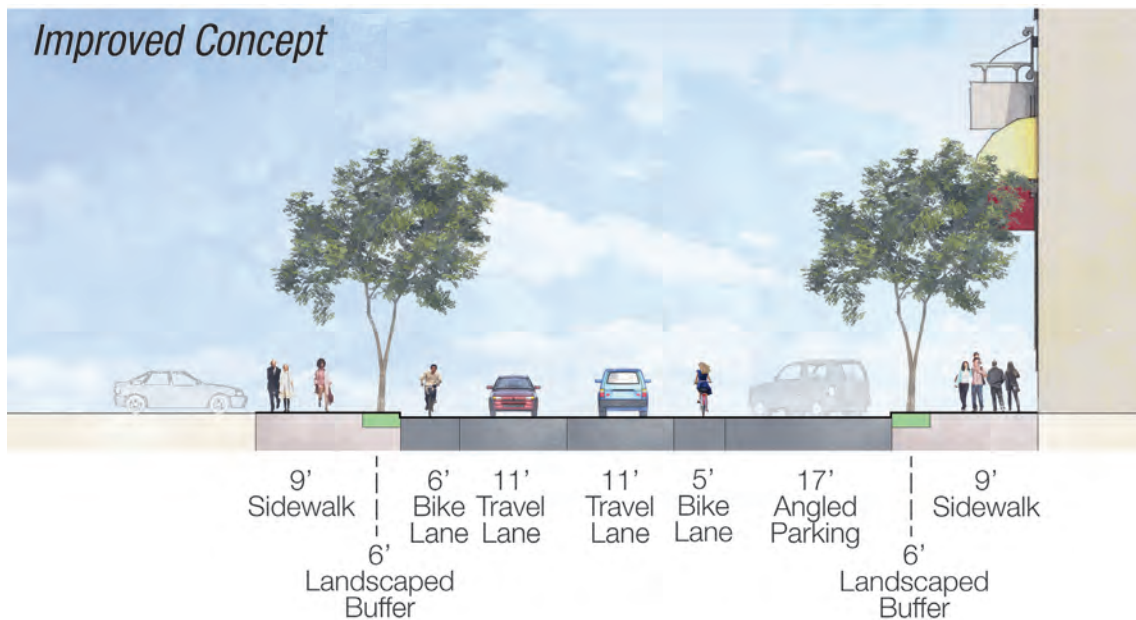 Improved Concept
9’
Sidewalk
6’
Landscaped
Buffer
6’
Bike
Lane
11’
Travel
Lane
11’
Travel
Lane
5’
Bike
Lane
17’
Angled
Parking
6’
Landscaped
Buffer
9’
Sidewalk